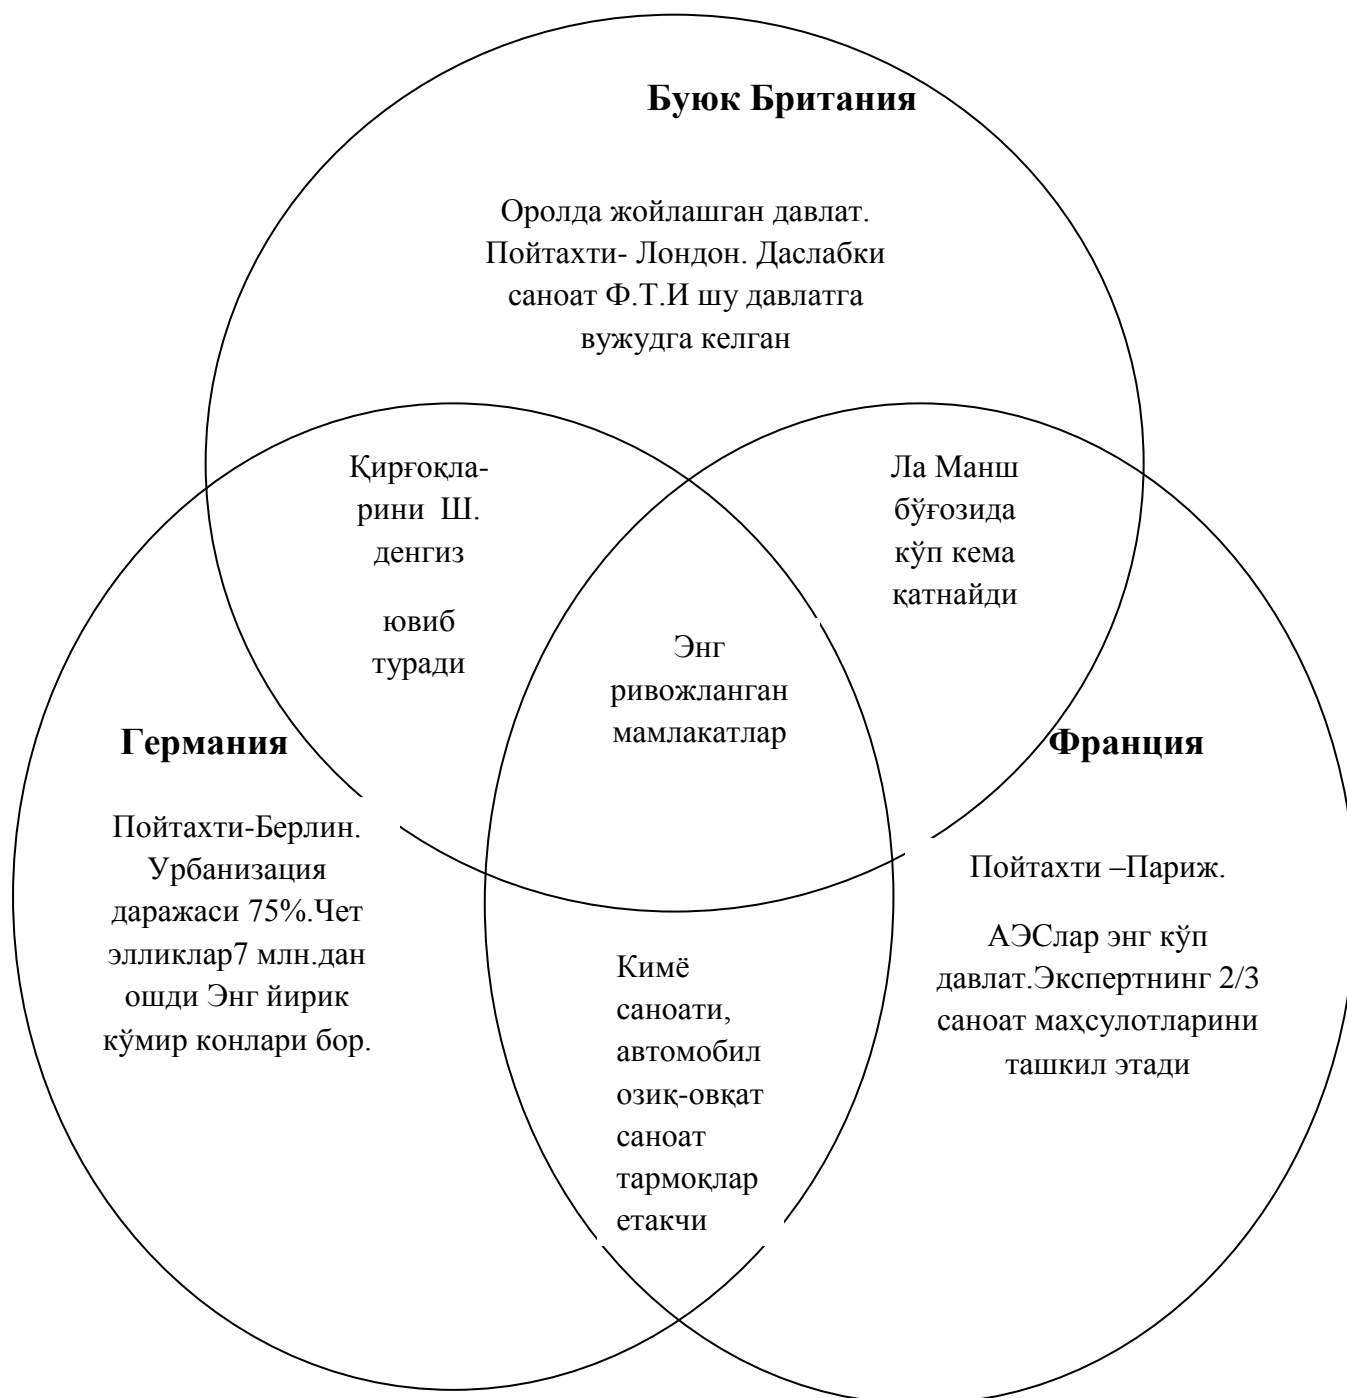 Буюк Британия
Оролда жойлашган давлат.
Пойтахти- Лондон. Даслабки
саноат Ф.Т.И шу давлатга
вужудга келган
Қирғоқла-
рини Ш.
денгиз
ювиб
туради
Ла Манш
бўғозида
кўп кема
қатнайди
Энг
ривожланган
мамлакатлар
Германия
Пойтахти-Берлин.
Урбанизация
даражаси 75%.Чет
элликлар7 млн.дан
ошди Энг йирик
кўмир конлари бор.
Франция
Пойтахти –Париж.
АЭСлар энг кўп
давлат.Экспертнинг 2/3
саноат маҳсулотларини
ташкил этади
Кимё
саноати,
автомобил
озиқ-овқат
саноат
тармоқлар
етакчи